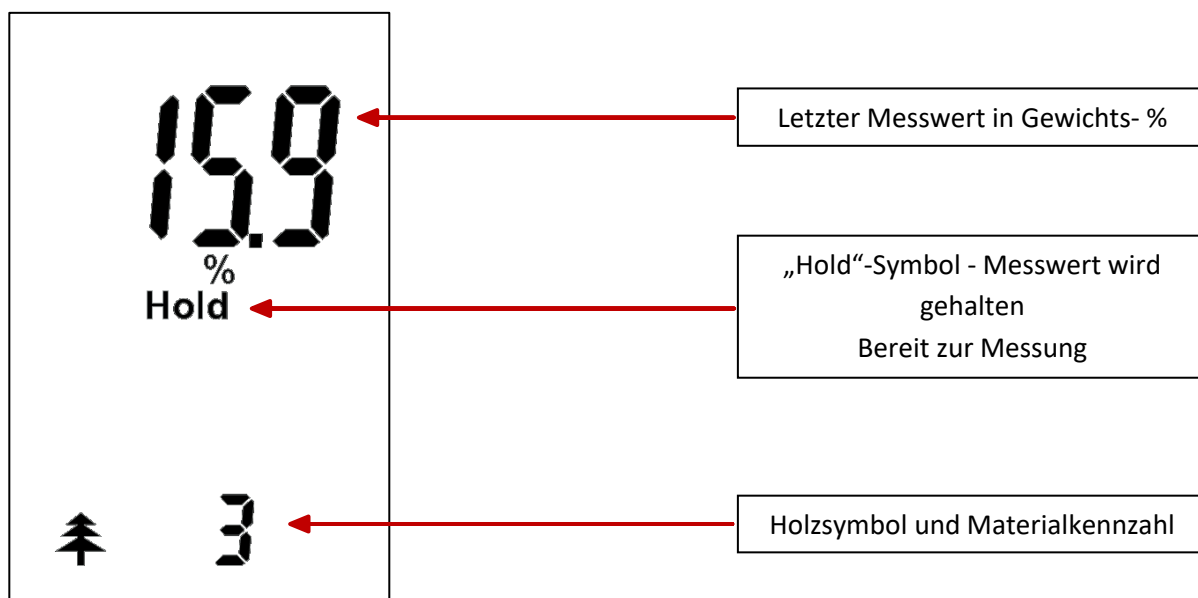 15.9
Letzter Messwert in Gewichts- %
%
Hold
„Hold“-Symbol - Messwert wird
gehalten
Bereit zur Messung
3
Holzsymbol und Materialkennzahl